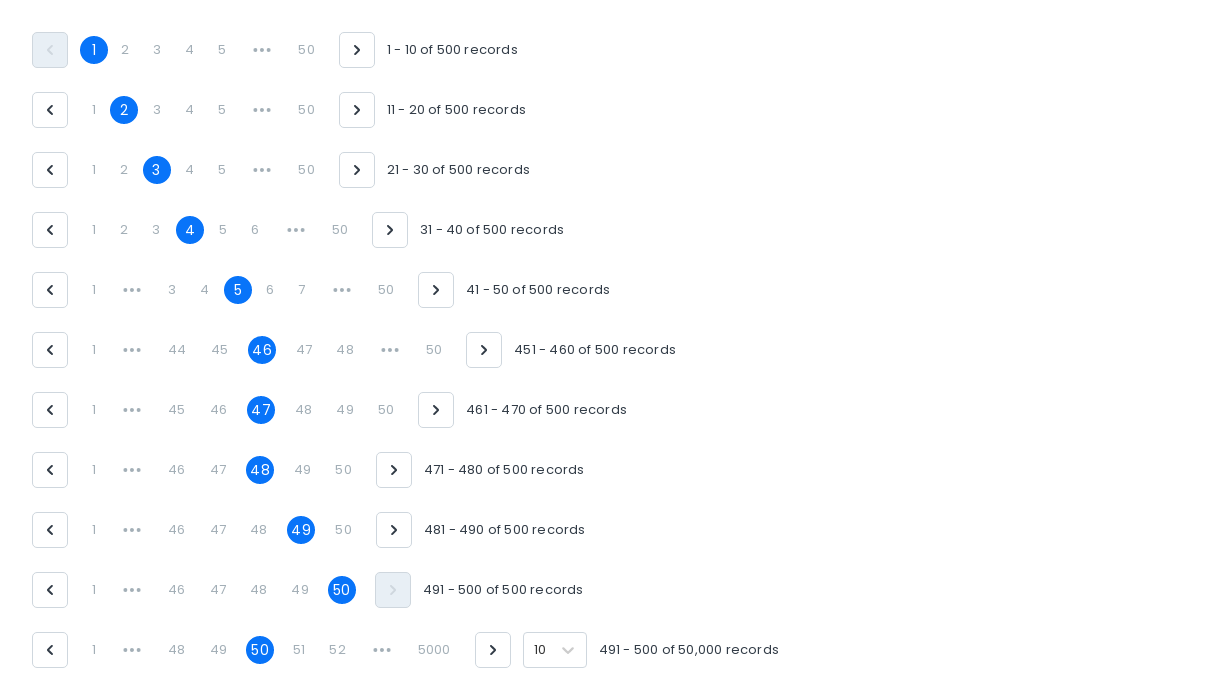 1 2 3 4 5 ••• 50 1 - 10 of 500 records
1 2 3 4 5 ••• 50 11 - 20 of 500 records
1 2 3 4 5 ••• 50 21 - 30 of 500 records
1 2 3 4 5 6 ••• 50 31 - 40 of 500 records
1 ••• 3 4 5 6 7 ••• 50 41 - 50 of 500 records
1 ••• 44 45 46 47 48 ••• 50 451 - 460 of 500 records
1 ••• 45 46 47 48 49 50 461 - 470 of 500 records
1 ••• 46 47 48 49 50 471 - 480 of 500 records
1 ••• 46 47 48 49 50 481 - 490 of 500 records
1 ••• 46 47 48 49 50 491 - 500 of 500 records
1 ••• 48 49 50 51 52 ••• 5000 10 491 - 500 of 50,000 records